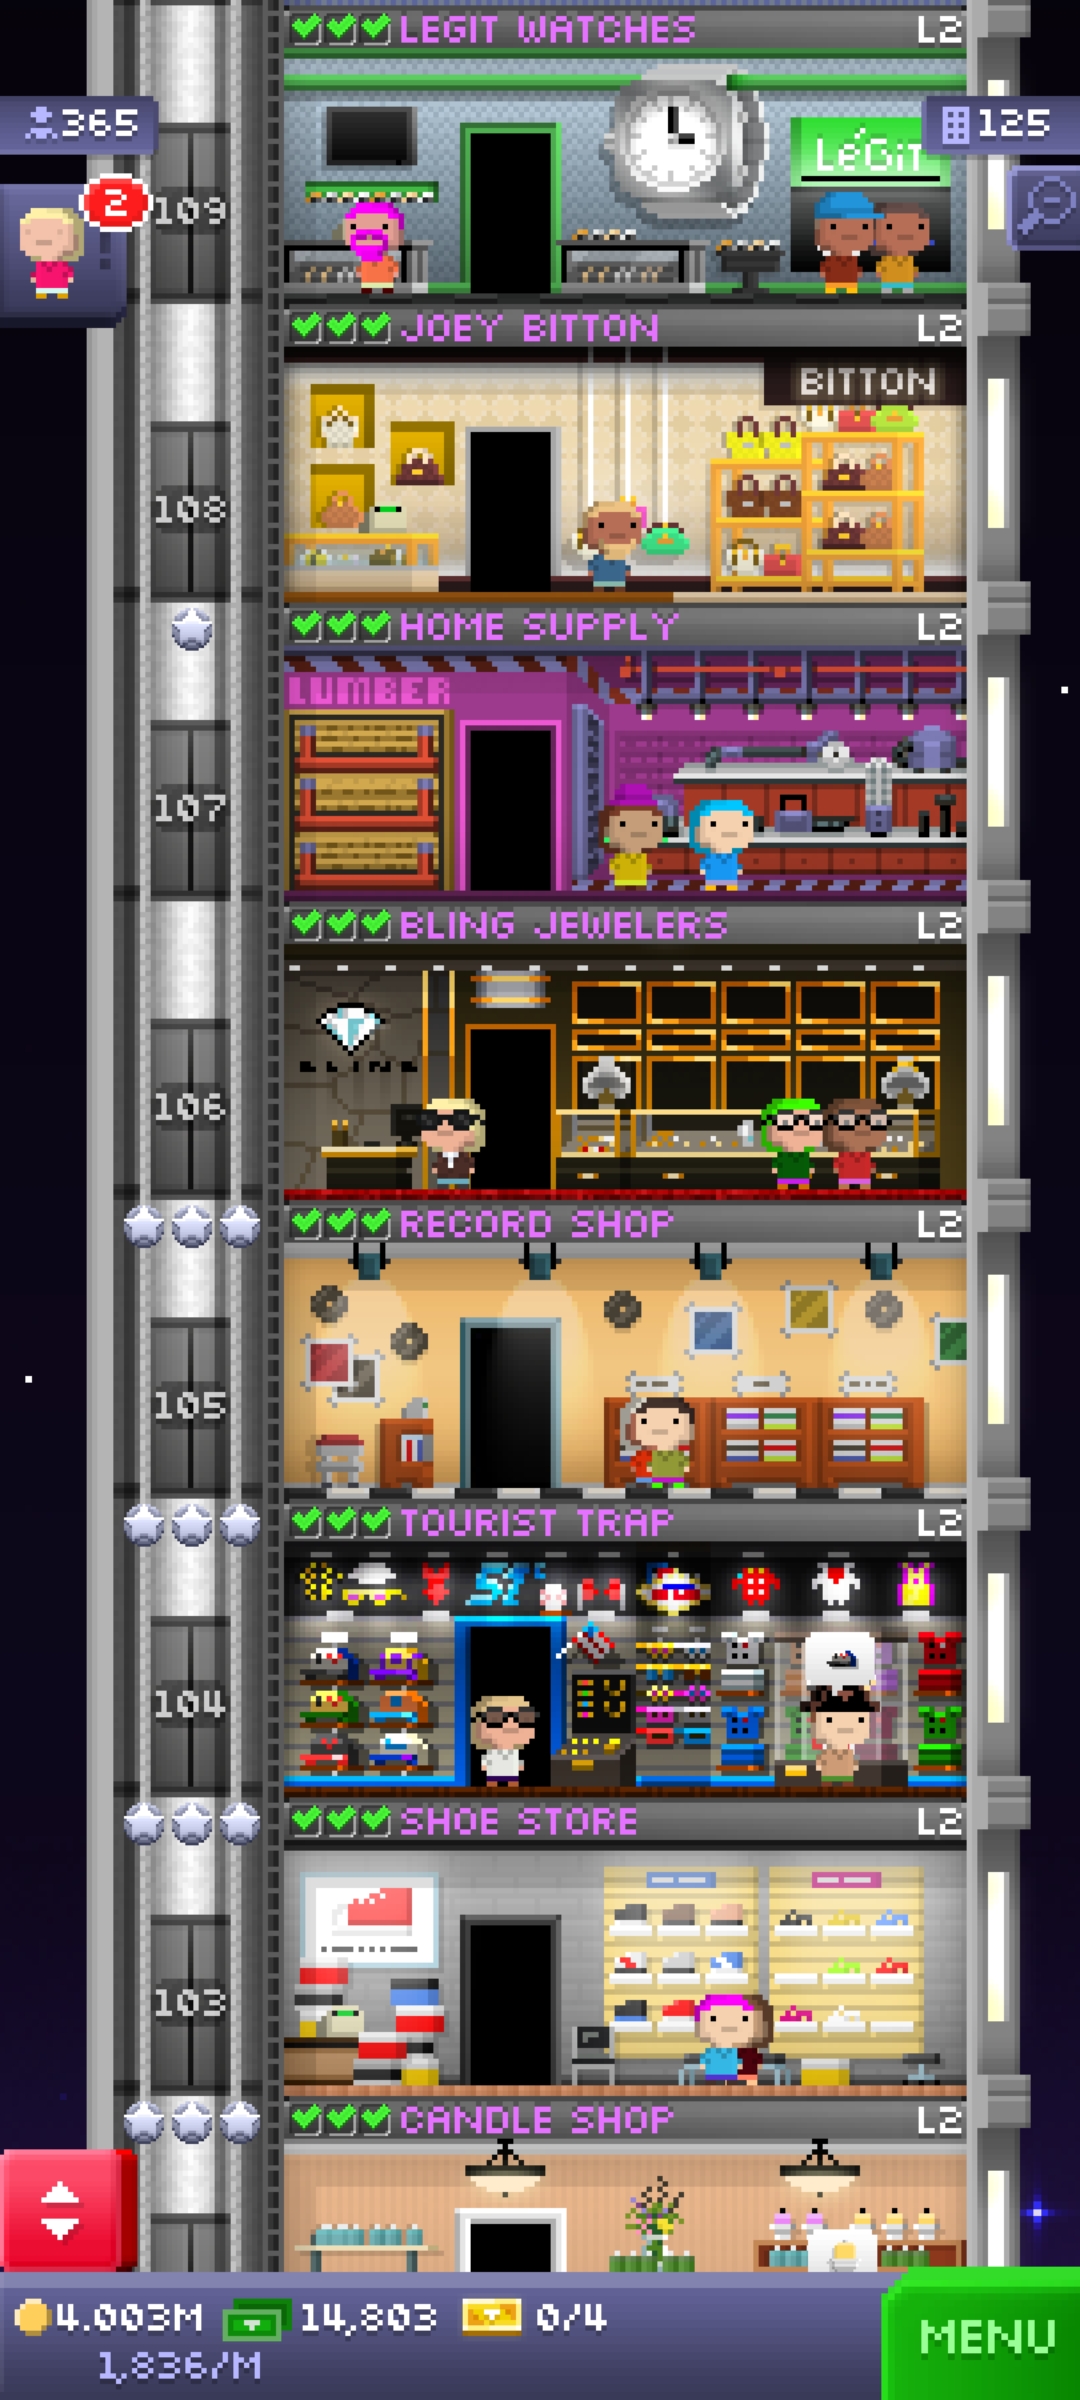 LEGIT WATCHES L2
365
125
2
109
LéGiT
JOEY BITTON L2
BITTON
108
HOME SUPPLY L2
LUMBER
107
BLING JEWELERS L2
BLING
106
RECORD SHOP L2
105
TOURIST TRAP L2
104
SHOE STORE L2
103
CANDLE SHOP L2
4.003M 14,803 0/4
1,836/M
MENU